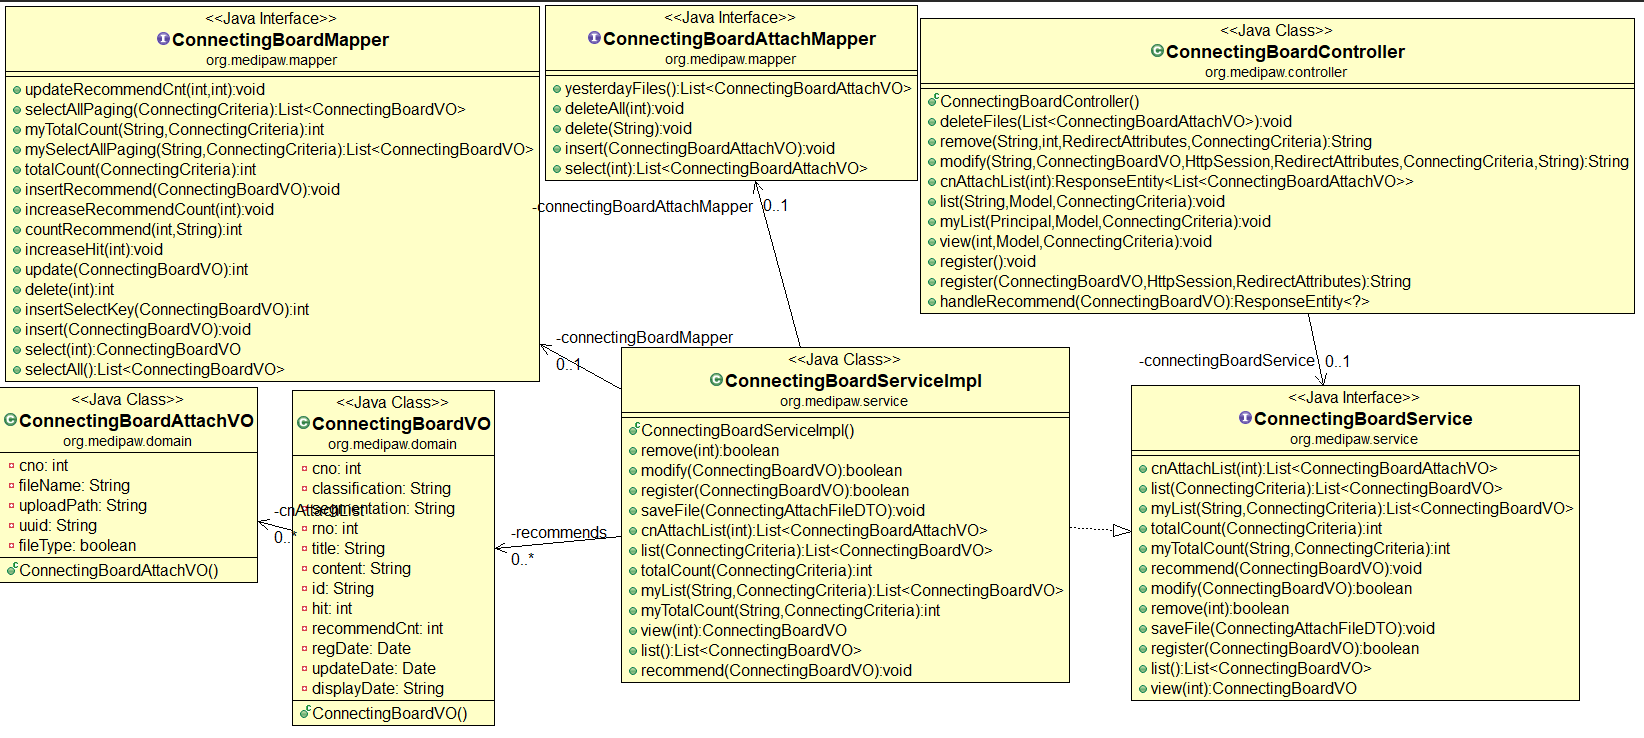 <<Java Interface>>
ConnectingBoardMapper
org.medipaw.mapper
updateRecommendCnt(int,int):void
selectAllPaging(ConnectingCriteria):List<ConnectingBoardVO>
myTotalCount(String,ConnectingCriteria):int
mySelectAllPaging(String,ConnectingCriteria):List<ConnectingBoardVO>
totalCount(ConnectingCriteria):int
insertRecommend(ConnectingBoardVO):void
increaseRecommendCount(int):void
countRecommend(int,String):int
increaseHit(int):void
update(ConnectingBoardVO):int
delete(int):int
insertSelectKey(ConnectingBoardVO):int
insert(ConnectingBoardVO):void
select(int):ConnectingBoardVO
selectAll():List<ConnectingBoardVO>
<<Java Interface>>
ConnectingBoardAttachMapper
org.medipaw.mapper
yesterdayFiles():List<ConnectingBoardAttachVO>
deleteAll(int):void
delete(String):void
insert(ConnectingBoardAttachVO):void
select(int):List<ConnectingBoardAttachVO>
<<Java Class>>
ConnectingBoardController
org.medipaw.controller
ConnectingBoardController()
deleteFiles(List<ConnectingBoardAttachVO>):void
remove(String,int,RedirectAttributes,ConnectingCriteria):String
modify(String,ConnectingBoardVO,HttpSession,RedirectAttributes,ConnectingCriteria,String):String
cnAttachList(int):ResponseEntity<List<ConnectingBoardAttachVO>>
list(String,Model,ConnectingCriteria):void
myList(Principal,Model,ConnectingCriteria):void
view(int,Model,ConnectingCriteria):void
register():void
register(ConnectingBoardVO,HttpSession,RedirectAttributes):String
handleRecommend(ConnectingBoardVO):ResponseEntity<?>
-connectingBoardAttachMapper
0..1
-connectingBoardMapper
0..1
-connectingBoardService
0..1
<<Java Class>>
ConnectingBoardAttachVO
org.medipaw.domain
cno: int
fileName: String
uploadPath: String
uuid: String
fileType: boolean
ConnectingBoardAttachVO()
-cnAttachList
0..*
<<Java Class>>
ConnectingBoardVO
org.medipaw.domain
cno: int
classification: String
segmentation: String
rno: int
title: String
content: String
id: String
hit: int
recommendCnt: int
regDate: Date
updateDate: Date
displayDate: String
ConnectingBoardVO()
-recommends
0..*
<<Java Class>>
ConnectingBoardServiceImpl
org.medipaw.service
ConnectingBoardServiceImpl()
remove(int):boolean
modify(ConnectingBoardVO):boolean
register(ConnectingBoardVO):boolean
saveFile(ConnectingAttachFileDTO):void
cnAttachList(int):List<ConnectingBoardAttachVO>
list(ConnectingCriteria):List<ConnectingBoardVO>
totalCount(ConnectingCriteria):int
myList(String,ConnectingCriteria):List<ConnectingBoardVO>
myTotalCount(String,ConnectingCriteria):int
view(int):ConnectingBoardVO
list():List<ConnectingBoardVO>
recommend(ConnectingBoardVO):void
<<Java Interface>>
ConnectingBoardService
org.medipaw.service
cnAttachList(int):List<ConnectingBoardAttachVO>
list(ConnectingCriteria):List<ConnectingBoardVO>
myList(String,ConnectingCriteria):List<ConnectingBoardVO>
totalCount(ConnectingCriteria):int
myTotalCount(String,ConnectingCriteria):int
recommend(ConnectingBoardVO):void
modify(ConnectingBoardVO):boolean
remove(int):boolean
saveFile(ConnectingAttachFileDTO):void
register(ConnectingBoardVO):boolean
list():List<ConnectingBoardVO>
view(int):ConnectingBoardVO